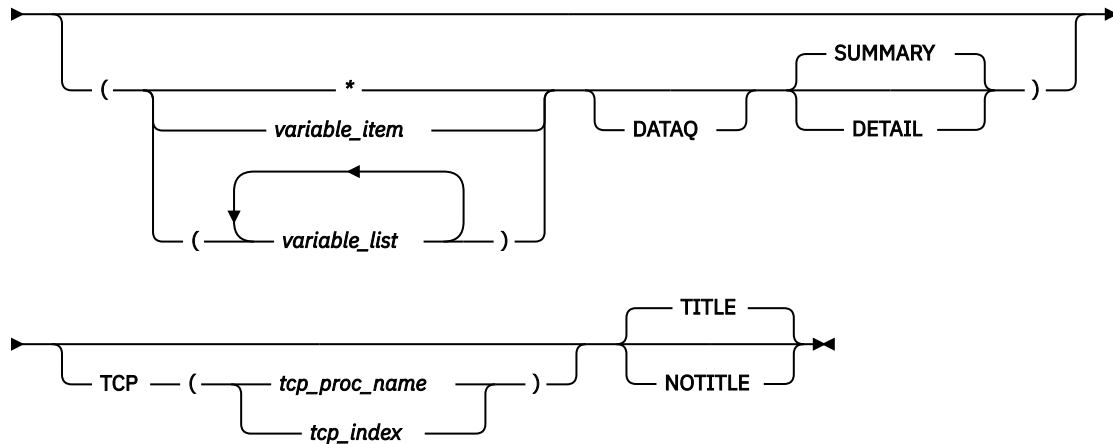 SUMMARY
( * DATAQ )
variable_item DETAIL
( variable_list )
TITLE
TCP ( tcp_proc_name ) NOTITLE
tcp_index